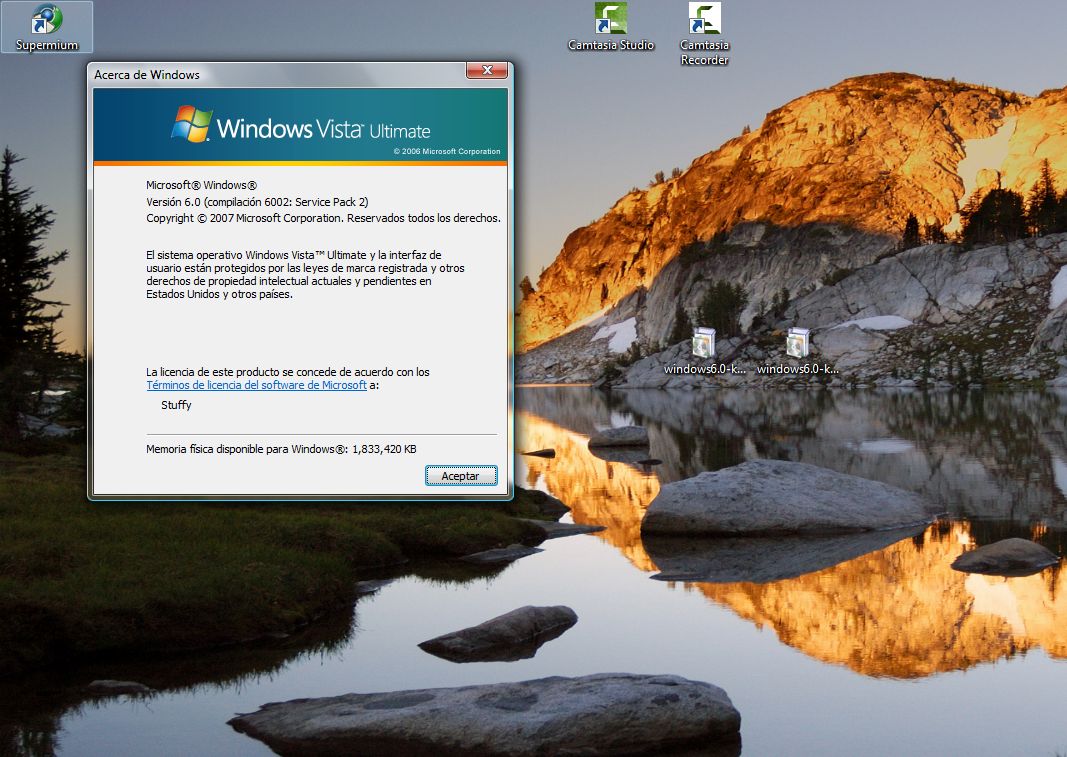 Supermium
Camtasia Studio
Camtasia
Recorder
Acerca de Windows
Windows Vista™ Ultimate
© 2006 Microsoft Corporation
Microsoft® Windows®
Versión 6.0 (compilación 6002: Service Pack 2)
Copyright © 2007 Microsoft Corporation. Reservados todos los derechos.
El sistema operativo Windows Vista™ Ultimate y la interfaz de
usuario están protegidos por las leyes de marca registrada y otros
derechos de propiedad intelectual actuales y pendientes en
Estados Unidos y otros países.
La licencia de este producto se concede de acuerdo con los
Términos de licencia del software de Microsoft a:
Stuffy
Memoria física disponible para Windows®: 1,833,420 KB
Aceptar
windows6.0-k...
windows6.0-k...